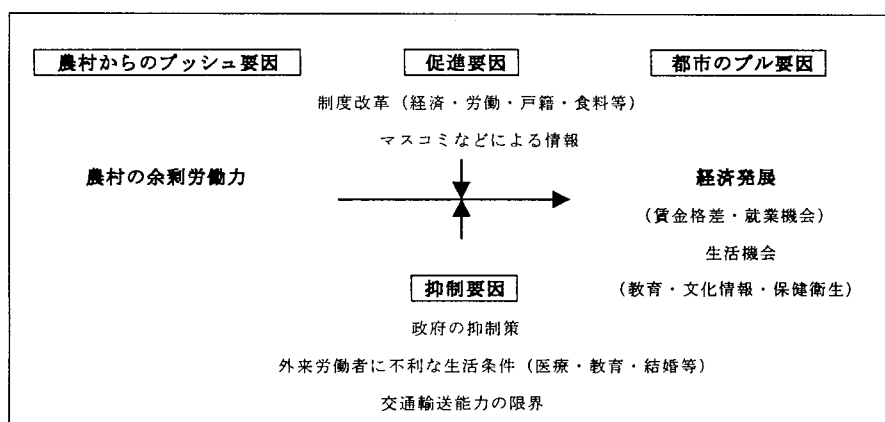 農村からのプッシュ要因
促進要因
都市のプル要因
制度改革（経済・労働・戸籍・食料等）
マスコミなどによる情報
農村の余剰労働力
経済発展
（賃金格差・就業機会）
生活機会
（教育・文化情報・保健衛生）
抑制要因
政府の抑制策
外来労働者に不利な生活条件（医療・教育・結婚等）
交通輸送能力の限界